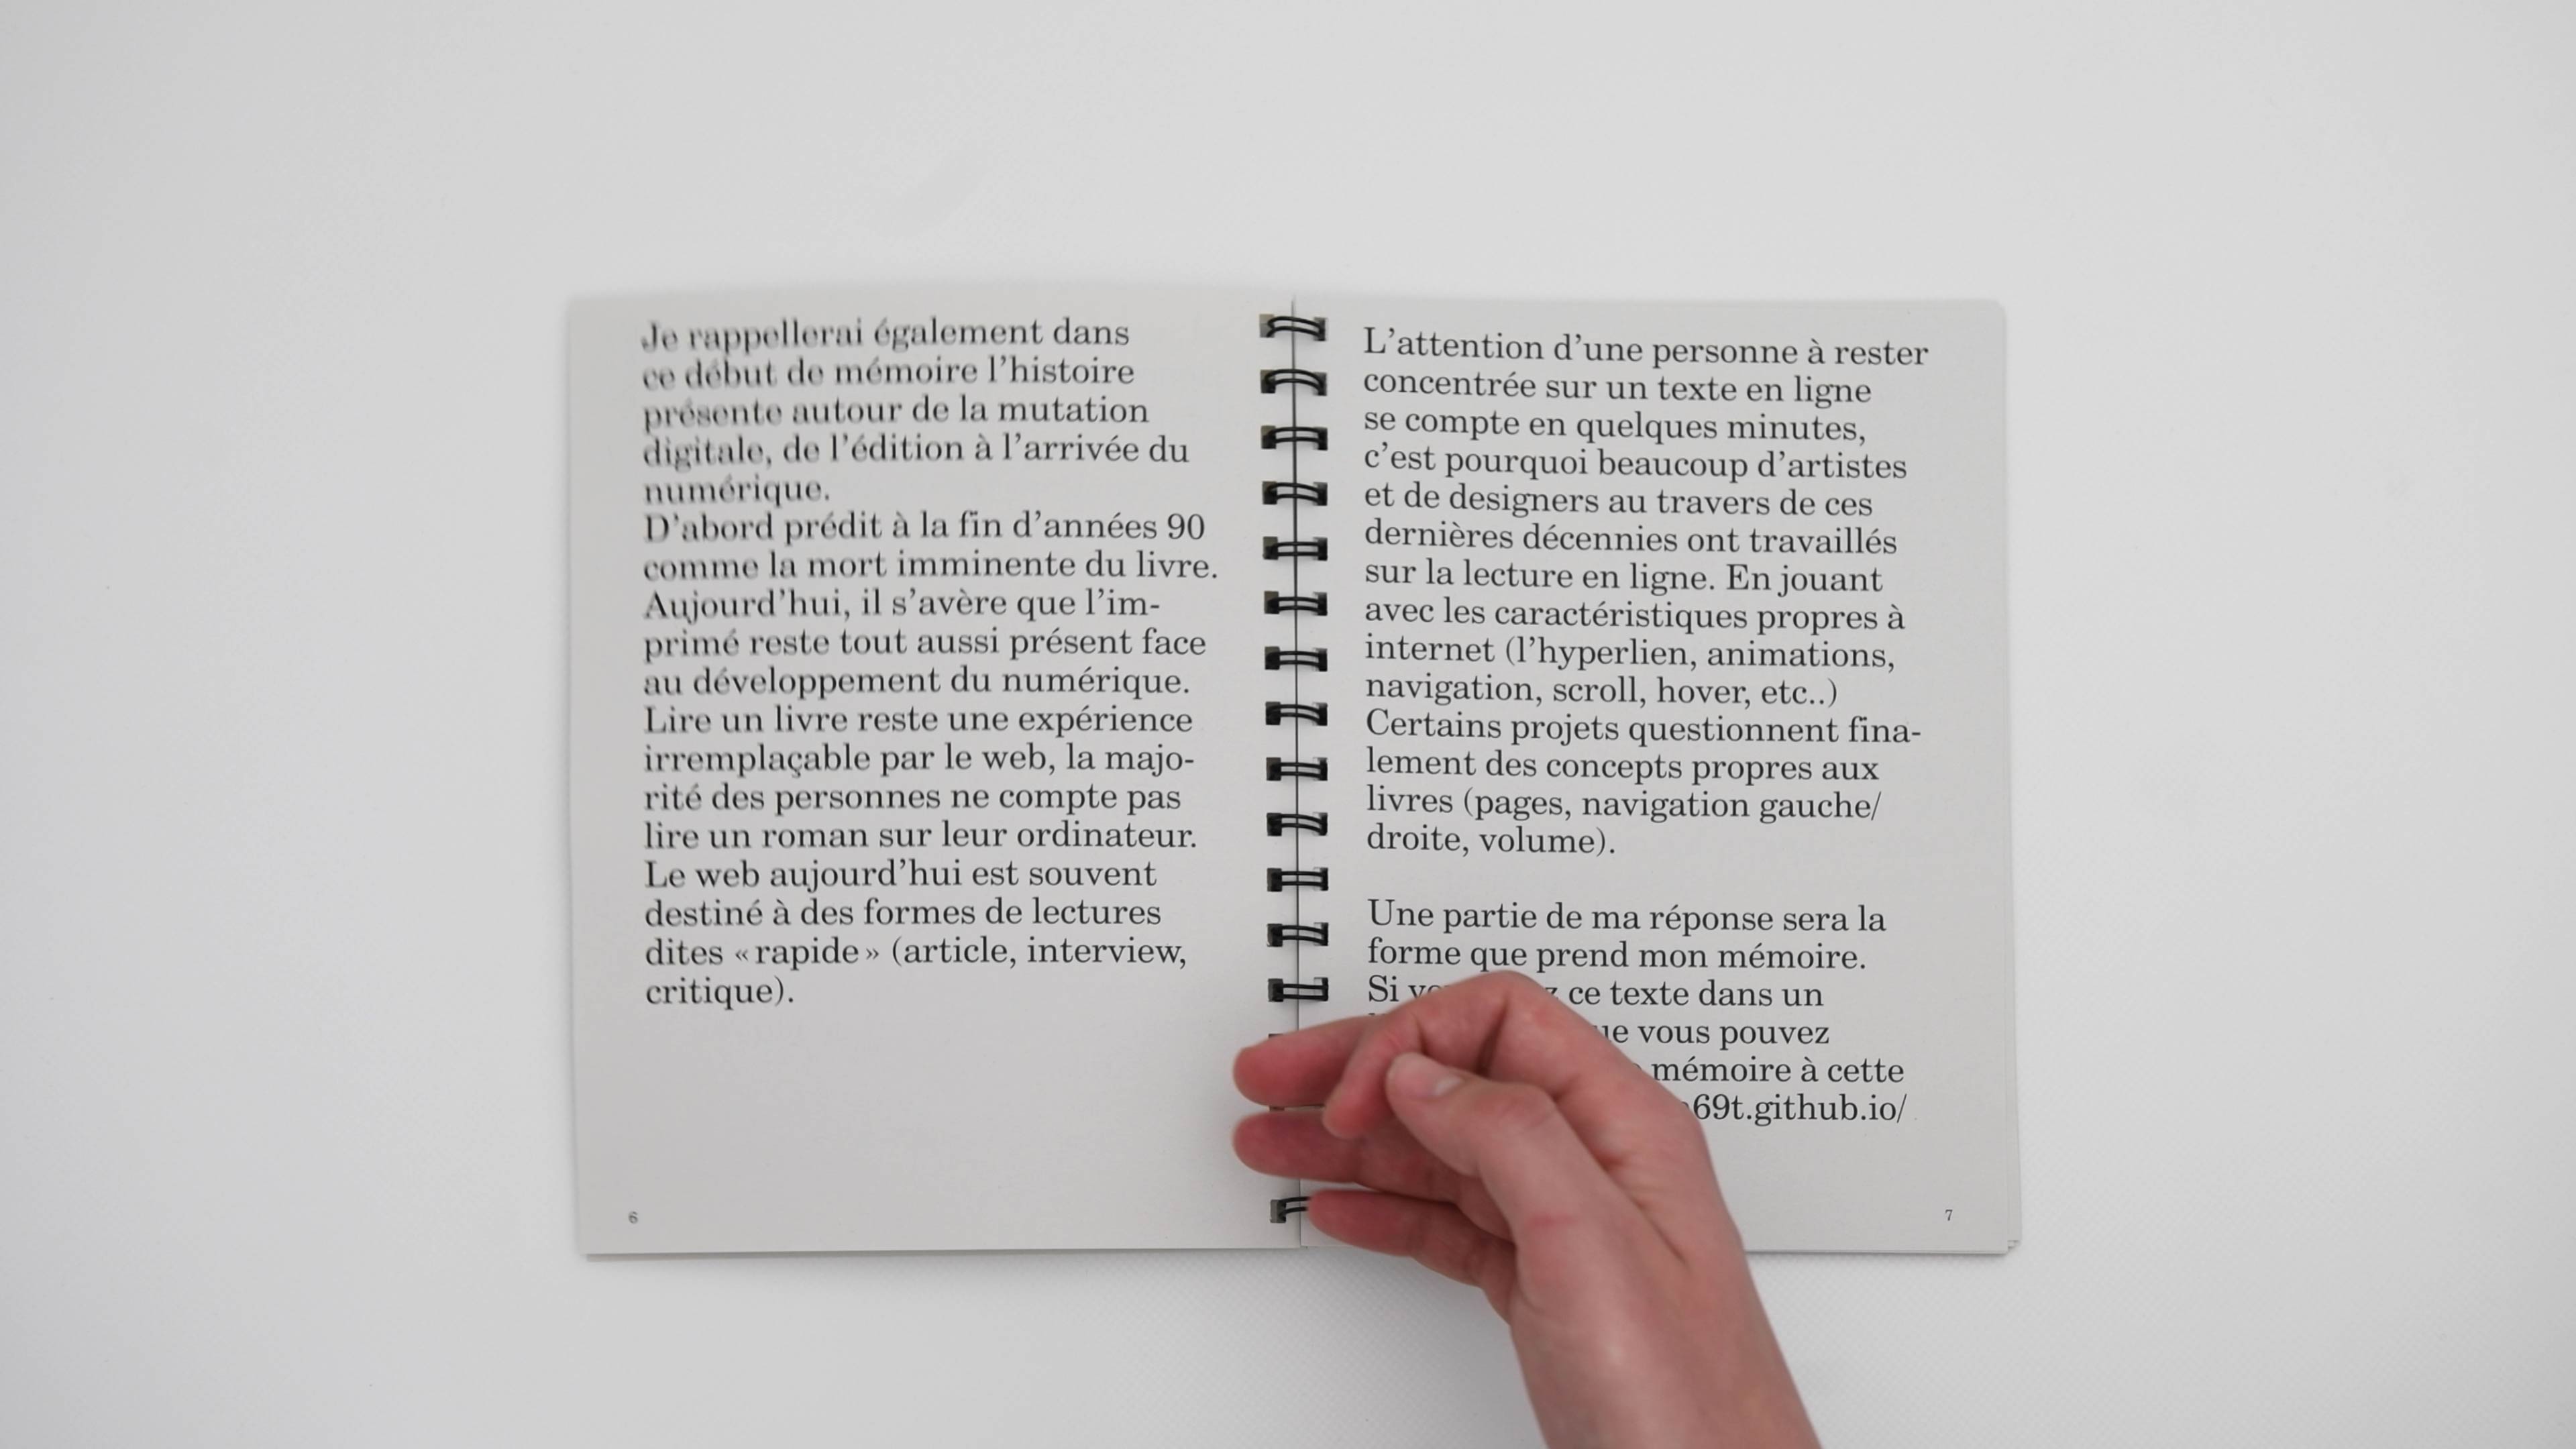 Je rappellerai également dans
ce début de mémoire l’histoire
présente autour de la mutation
digitale, de l’édition à l’arrivée du
numérique.
D’abord prédit à la fin d’années 90
comme la mort imminente du livre.
Aujourd’hui, il s’avère que l’im-
primé reste tout aussi présent face
au développement du numérique.
Lire un livre reste une expérience
irremplaçable par le web, la majo-
rité des personnes ne compte pas
lire un roman sur leur ordinateur.
Le web aujourd’hui est souvent
destiné à des formes de lectures
dites « rapide » (article, interview,
critique).
6
L’attention d’une personne à rester
concentrée sur un texte en ligne
se compte en quelques minutes,
c’est pourquoi beaucoup d’artistes
et de designers au travers de ces
dernières décennies ont travaillés
sur la lecture en ligne. En jouant
avec les caractéristiques propres à
internet (l’hyperlien, animations,
navigation, scroll, hover, etc..)
Certains projets questionnent fina-
lement des concepts propres aux
livres (pages, navigation gauche/
droite, volume).
Une partie de ma réponse sera la
forme que prend mon mémoire.
Si ce texte dans un
vous pouvez
mémoire à cette
69t.github.io/
7